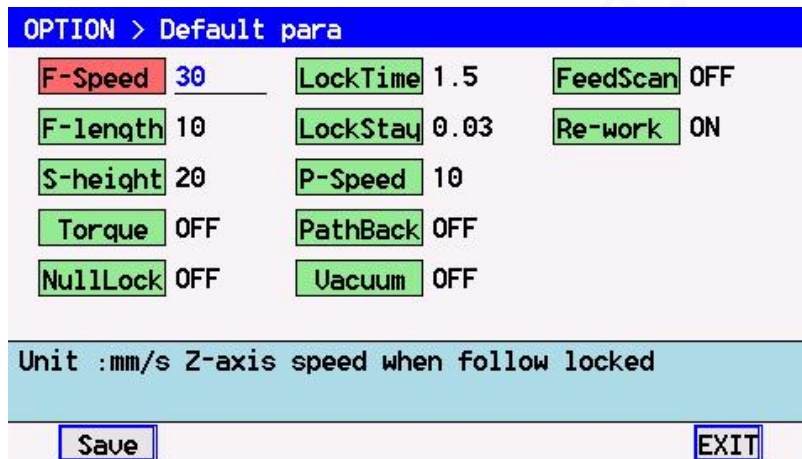 OPTION > Default para
F-Speed 30 LockTime 1.5 FeedScan OFF
F-length 10 LockStay 0.03 Re-work ON
S-height 20 P-Speed 10
Torque OFF PathBack OFF
NullLock OFF Vacuum OFF
Unit :mm/s Z-axis speed when follow locked
Save EXIT